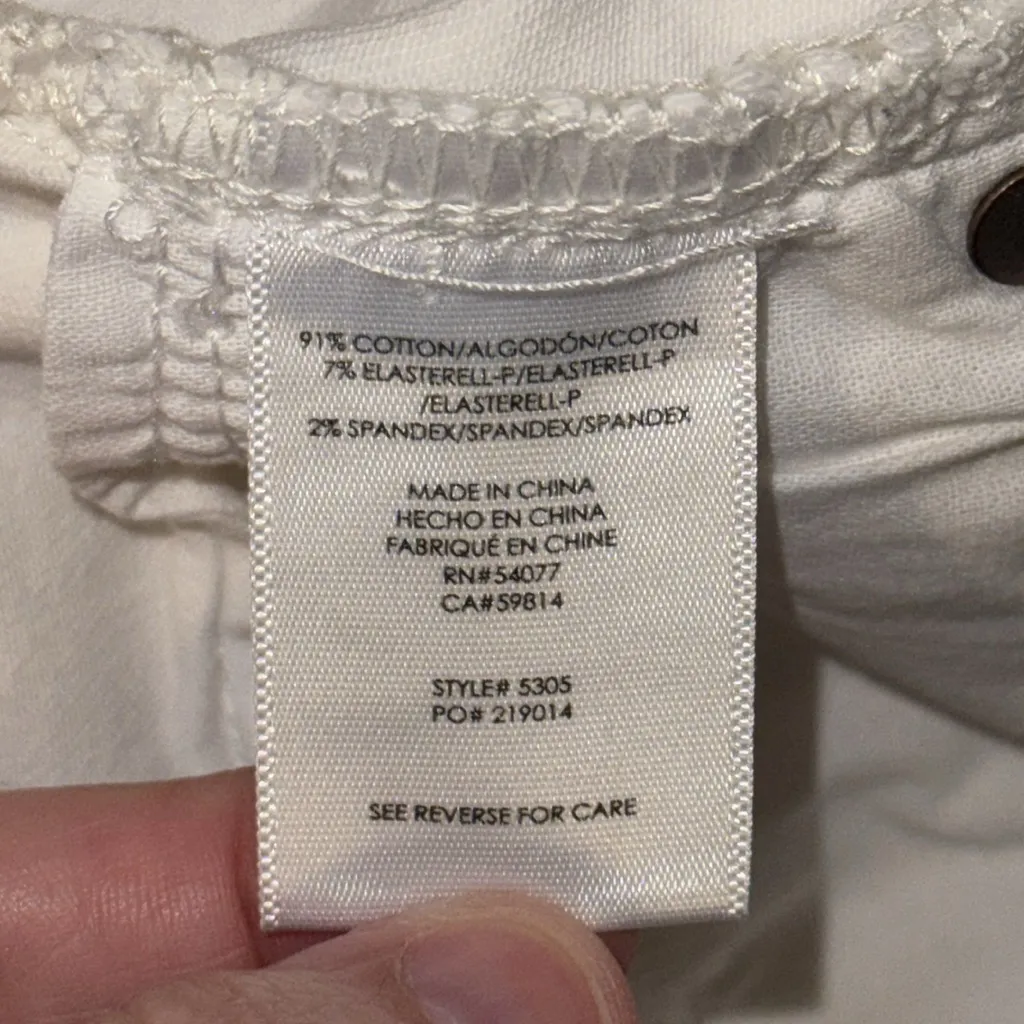 91% COTTON/ALGODÓN/COTON
7% ELASTERELL-P/ELASTERELL-P
/ELASTERELL-P
2% SPANDEX/SPANDEX/SPANDEX
MADE IN CHINA
HECHO EN CHINA
FABRIQUÉ EN CHINE
RN#54077
CA#59814
STYLE# 5305
PO# 219014
SEE REVERSE FOR CARE